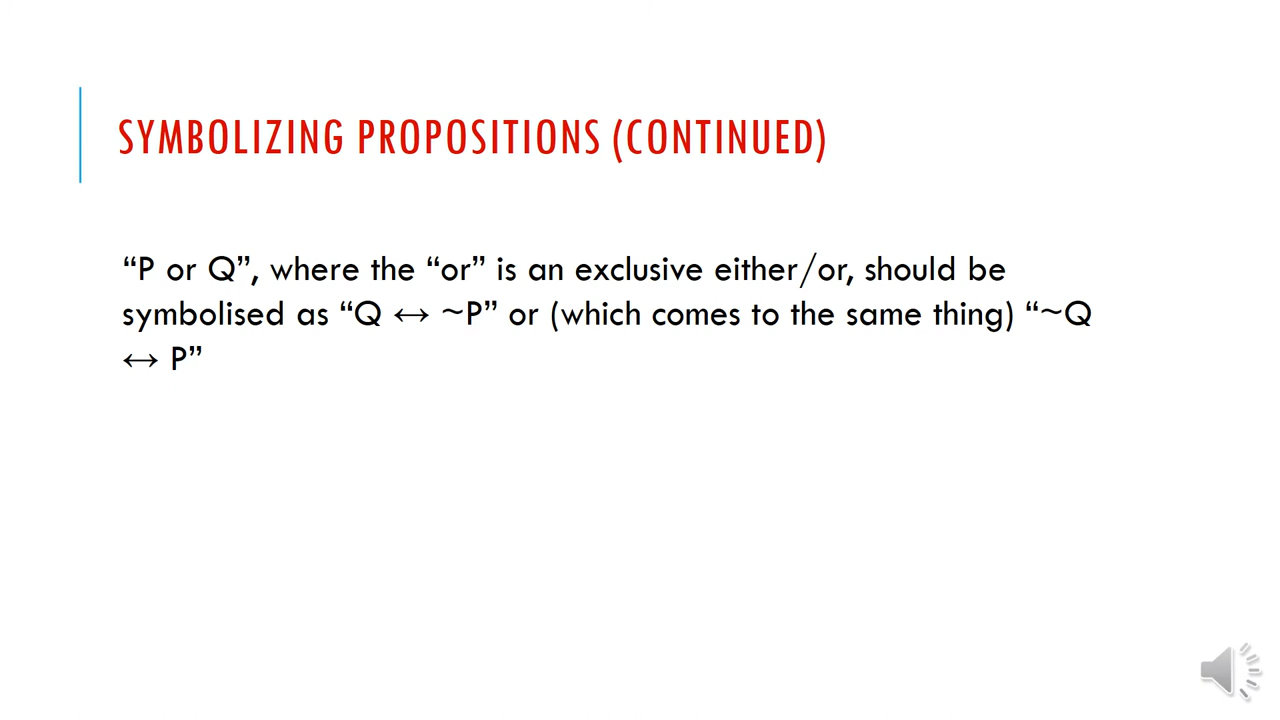 SYMBOLIZING PROPOSITIONS (CONTINUED)
“P or Q”, where the “or” is an exclusive either/or, should be
symbolised as “Q ↔ ~P” or (which comes to the same thing) “~Q
↔ P”